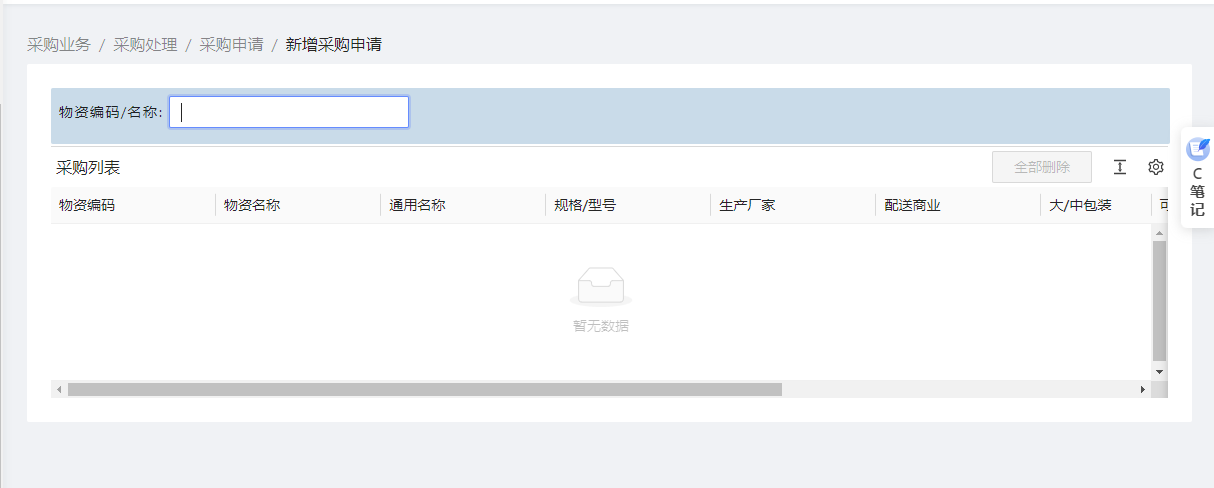 采购业务 / 采购处理 / 采购申请 / 新增采购申请
物资编码/名称:
采购列表
全部删除
物资编码 物资名称 通用名称 规格/型号 生产厂家 配送商业 大/中包装
暂无数据
C
笔
记